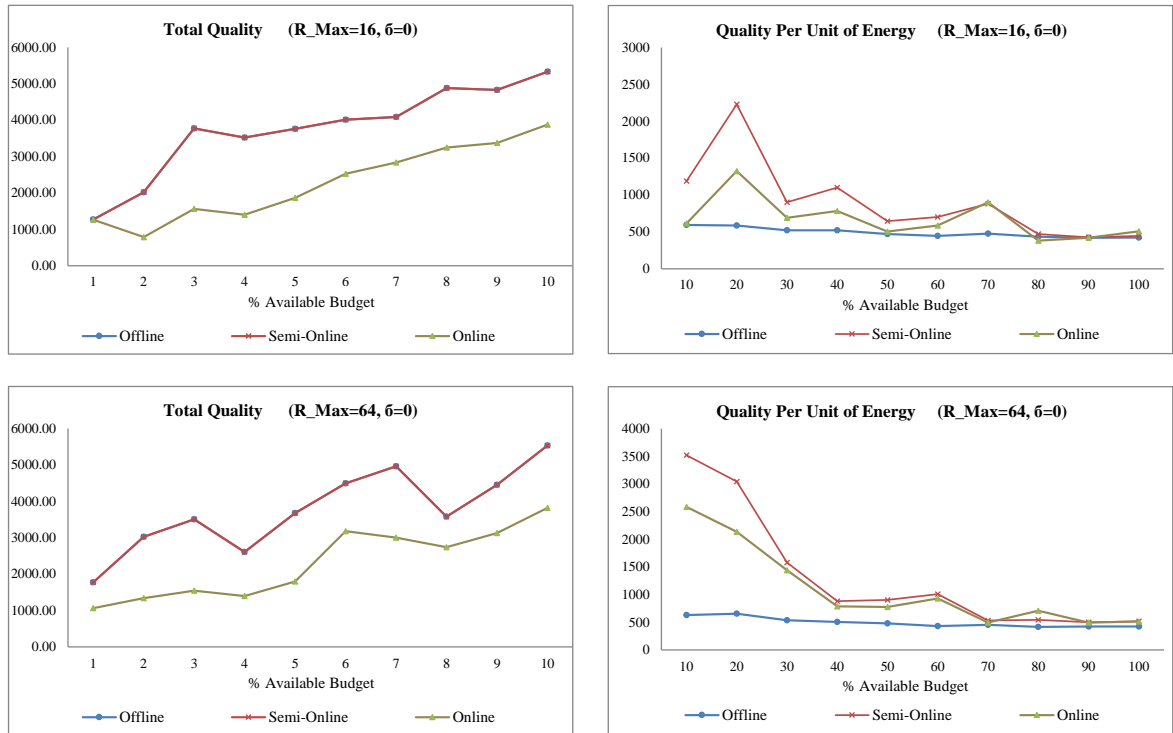 Total Quality (R_Max=16, δ=0)
6000.00
5000.00
4000.00
3000.00
2000.00
1000.00
0.00
1 2 3 4 5 6 7 8 9 10
% Available Budget
Offline Semi-Online Online
Quality Per Unit of Energy (R_Max=16, δ=0)
3000
2500
2000
1500
1000
500
0
10 20 30 40 50 60 70 80 90 100
% Available Budget
Offline Semi-Online Online
Total Quality (R_Max=64, δ=0)
6000.00
5000.00
4000.00
3000.00
2000.00
1000.00
0.00
1 2 3 4 5 6 7 8 9 10
% Available Budget
Offline Semi-Online Online
Quality Per Unit of Energy (R_Max=64, δ=0)
4000
3500
3000
2500
2000
1500
1000
500
0
10 20 30 40 50 60 70 80 90 100
% Available Budget
Offline Semi-Online Online